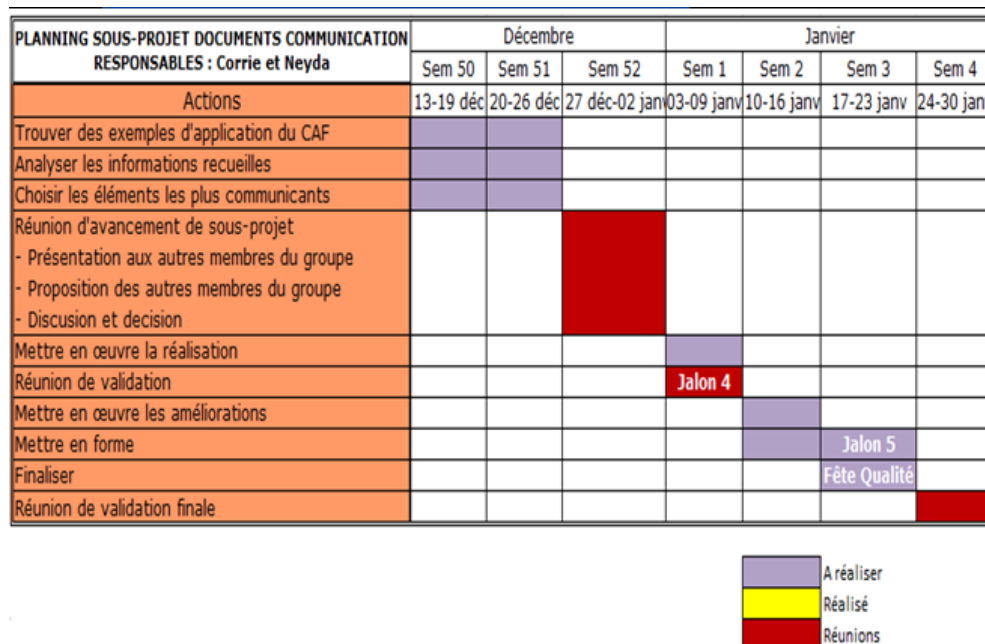 PLANNING SOUS-PROJET DOCUMENTS COMMUNICATION
RESPONSABLES : Corrie et Neyda
Décembre
Janvier
Sem 50
Sem 51
Sem 52
Sem 1
Sem 2
Sem 3
Sem 4
Actions
13-19 déc
20-26 déc
27 déc-02 janv
03-09 janv
10-16 janv
17-23 janv
24-30 janv
Trouver des exemples d'application du CAF
Analyser les informations recueilles
Choisir les éléments les plus communicants
Réunion d'avancement de sous-projet
- Présentation aux autres membres du groupe
- Proposition des autres membres du groupe
- Discusion et decision
Mettre en œuvre la réalisation
Réunion de validation
Jalon 4
Mettre en œuvre les améliorations
Mettre en forme
Jalon 5
Finaliser
Fête Qualité
Réunion de validation finale
A réaliser
Réalisé
Réunions